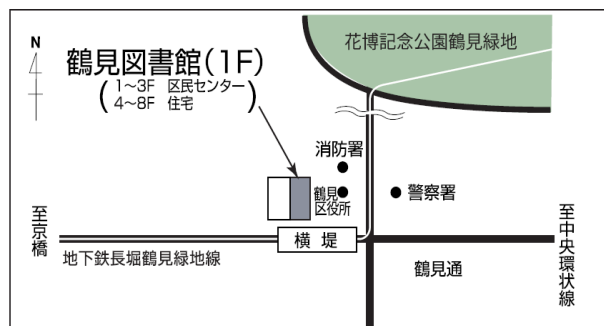 花博記念公園鶴見緑地
N
鶴見図書館(1F)
(1~3F 区民センター
4~8F 住宅)
消防署
鶴見
区役所
警察署
至京橋
横堤
至中央環状線
地下鉄長堀鶴見緑地線
鶴見通